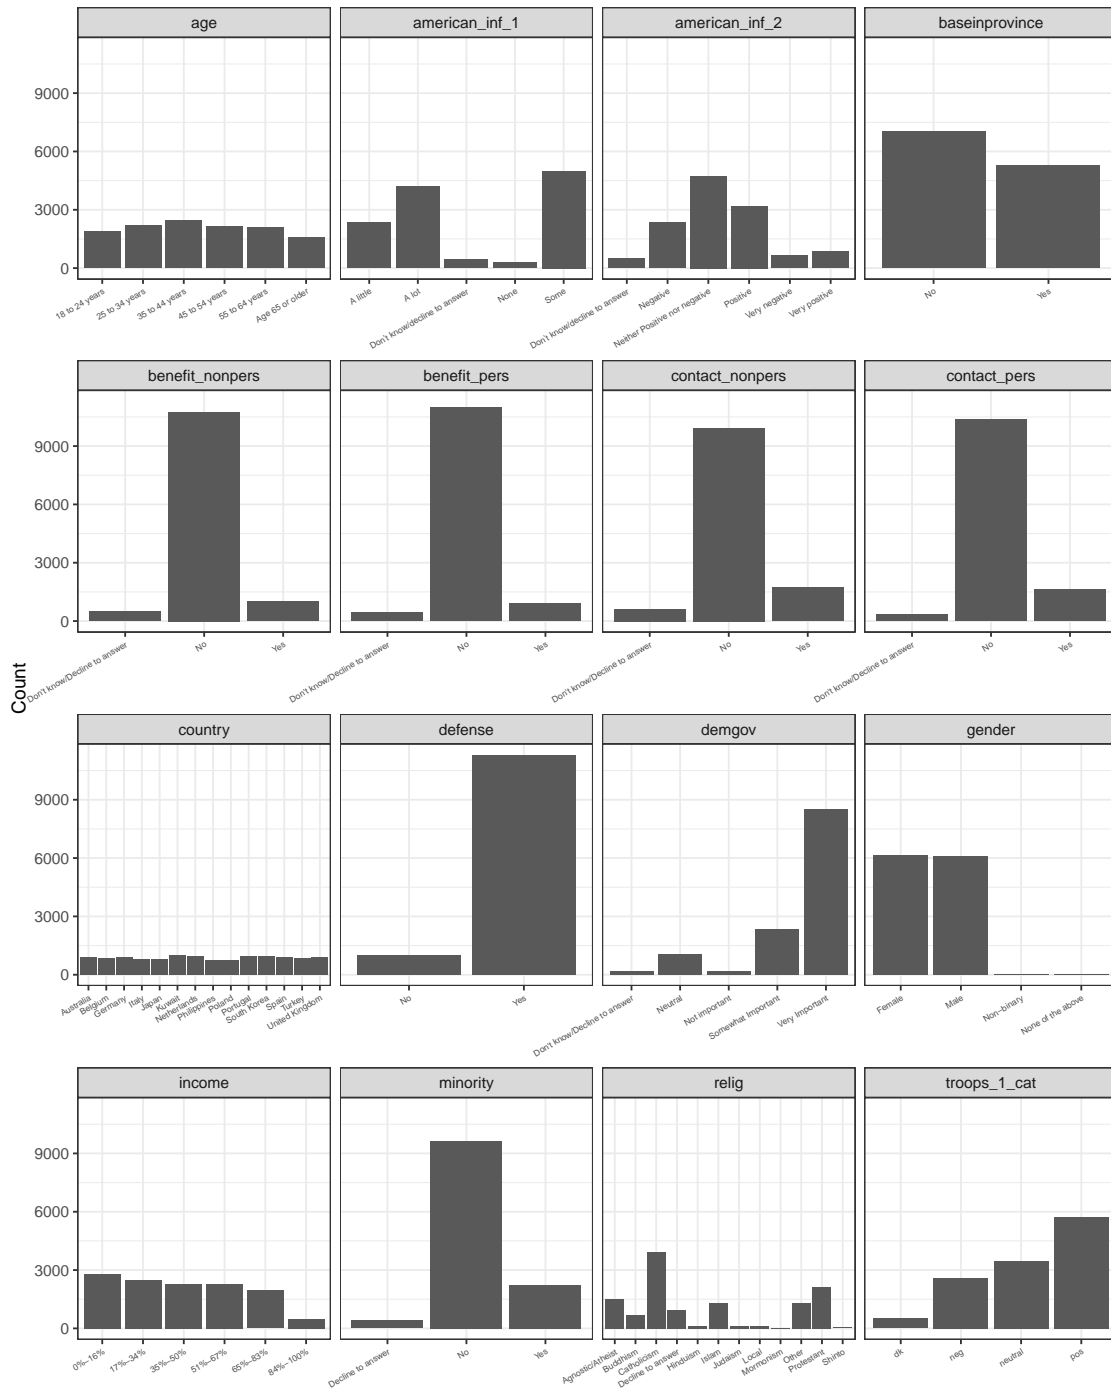 age american_inf_1 american_inf_2 baseinprovince
9000
6000
3000
0
18 to 24 years 25 to 34 years 35 to 44 years 45 to 54 years 55 to 64 years Age 65 or older A little A lot Don't know/decline to answer None Some Don't know/decline to answer Negative Neither Positive nor negative Positive Very negative Very positive No Yes
benefit_nonpers benefit_pers contact_nonpers contact_pers
9000
6000
3000
0
Don't know/Decline to answer No Yes Don't know/Decline to answer No Yes Don't know/Decline to answer No Yes Don't know/Decline to answer No Yes
Count
country defense demgov gender
9000
6000
3000
0
Australia Belgium Germany Italy Japan Kuwait Netherlands Philippines Poland Portugal South Korea Spain Turkey United Kingdom No Yes Don't know/Decline to answer Neutral Not important Somewhat Important Very Important Female Male Non-binary None of the above
income minority relig troops_1_cat
9000
6000
3000
0
0%-16% 17%-34% 35%-50% 51%-67% 65%-83% 84%-100% Decline to answer No Yes Agnostic/Atheist Buddhism Catholicism Decline to answer Hinduism Islam Judaism Local Mormonism Other Protestant Shinto dk neg neutral pos